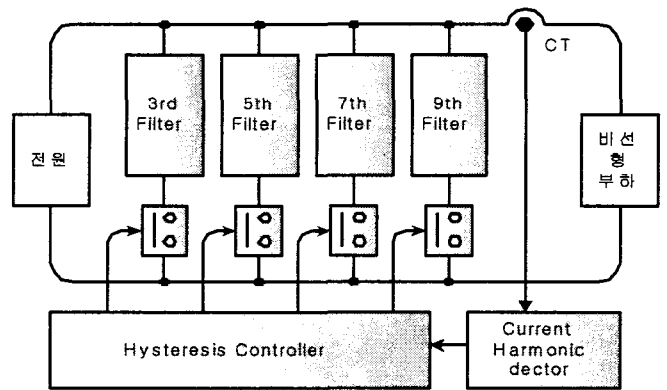 CT
3rd
Filter
5th
Filter
7th
Filter
9th
Filter
전원
비선
형
부하
Hysteresis Controller
Current
Harmonic
dector